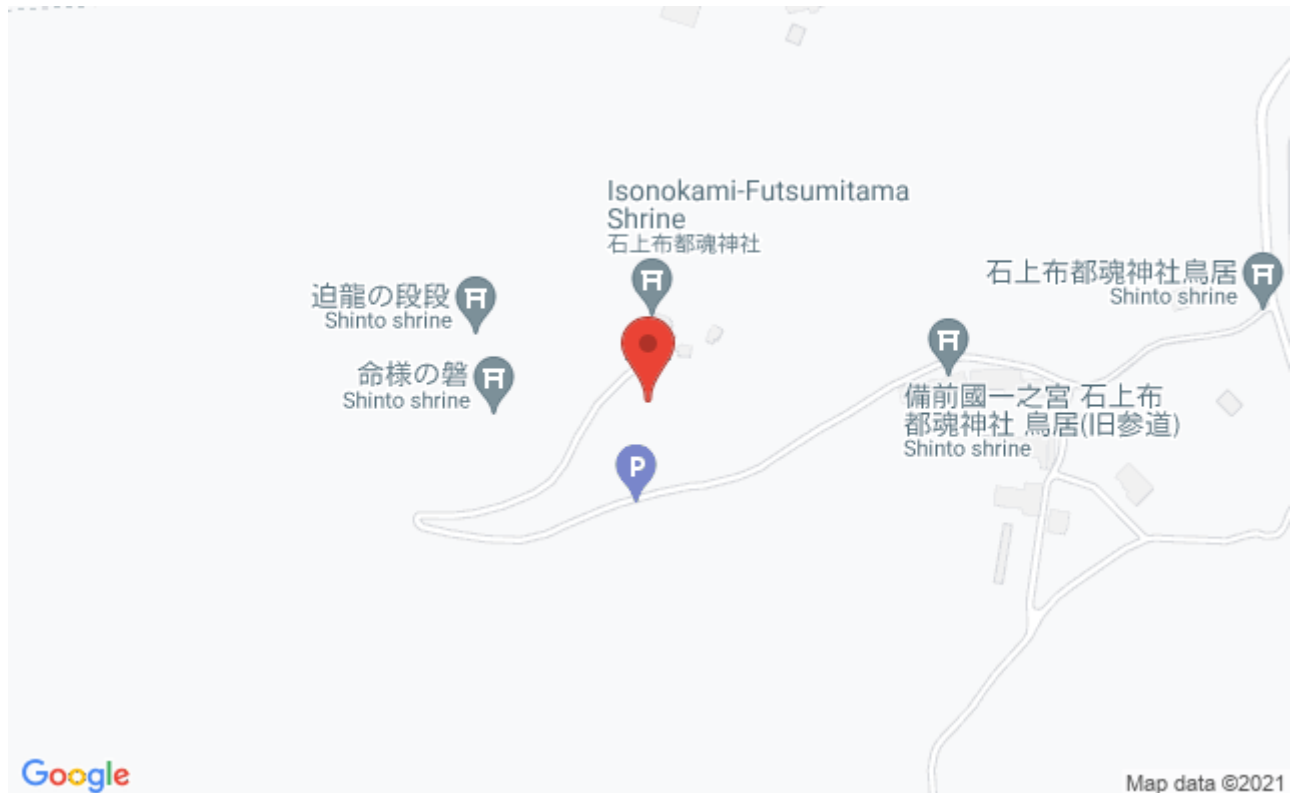 Isonokami-Futsumitama
Shrine
石上布都魂神社
石上布都魂神社鳥居
Shinto shrine
迫龍の段段
Shinto shrine
命様の磐
Shinto shrine
備前國一之宮 石上布
都魂神社 鳥居(旧参道)
Shinto shrine
P
Google
Map data ©2021